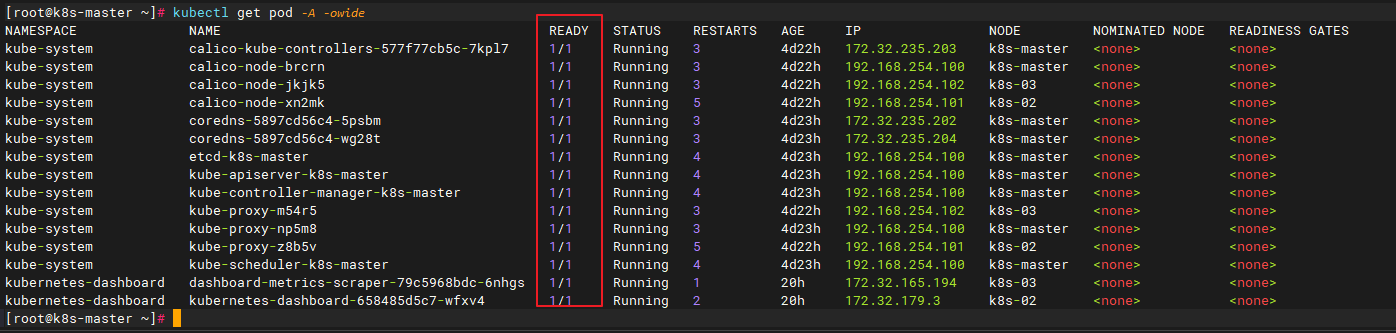 [root@k8s-master ~]# kubectl get pod -A -owide
NAMESPACE NAME READY STATUS RESTARTS AGE IP NODE NOMINATED NODE READINESS GATES
kube-system calico-kube-controllers-577f77cb5c-7kpl7 1/1 Running 3 4d22h 172.32.235.203 k8s-master <none> <none>
kube-system calico-node-brcrn 1/1 Running 3 4d22h 192.168.254.100 k8s-master <none> <none>
kube-system calico-node-jkjk5 1/1 Running 3 4d22h 192.168.254.102 k8s-03 <none> <none>
kube-system calico-node-xn2mk 1/1 Running 5 4d22h 192.168.254.101 k8s-02 <none> <none>
kube-system coredns-5897cd56c4-5psbm 1/1 Running 3 4d23h 172.32.235.202 k8s-master <none> <none>
kube-system coredns-5897cd56c4-wg28t 1/1 Running 3 4d23h 172.32.235.204 k8s-master <none> <none>
kube-system etcd-k8s-master 1/1 Running 4 4d23h 192.168.254.100 k8s-master <none> <none>
kube-system kube-apiserver-k8s-master 1/1 Running 4 4d23h 192.168.254.100 k8s-master <none> <none>
kube-system kube-controller-manager-k8s-master 1/1 Running 4 4d23h 192.168.254.100 k8s-master <none> <none>
kube-system kube-proxy-m54r5 1/1 Running 3 4d22h 192.168.254.102 k8s-03 <none> <none>
kube-system kube-proxy-np5m8 1/1 Running 3 4d23h 192.168.254.100 k8s-master <none> <none>
kube-system kube-proxy-z8b5v 1/1 Running 5 4d22h 192.168.254.101 k8s-02 <none> <none>
kube-system kube-scheduler-k8s-master 1/1 Running 4 4d23h 192.168.254.100 k8s-master <none> <none>
kubernetes-dashboard dashboard-metrics-scraper-79c5968bdc-6nhgs 1/1 Running 1 20h 172.32.165.194 k8s-03 <none> <none>
kubernetes-dashboard kubernetes-dashboard-658485d5c7-wfxv4 1/1 Running 2 20h 172.32.179.3 k8s-02 <none> <none>
[root@k8s-master ~]#